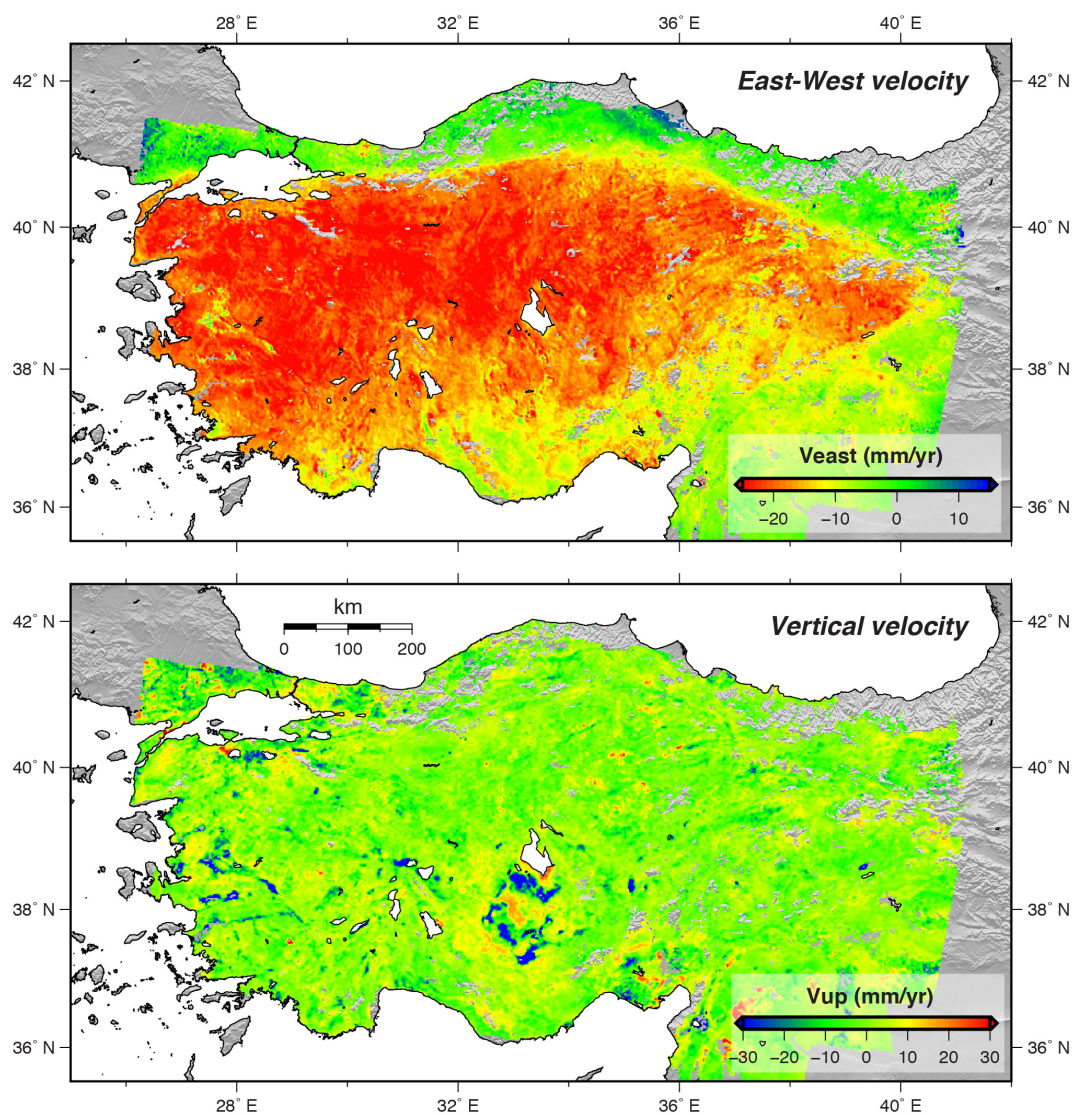 28° E 32° E 36° E 40° E
42° N East-West velocity 42° N
40° N 40° N
38° N 38° N
Veast (mm/yr)
−20 −10 0 10
36° N 36° N
km
0 100 200
42° N Vertical velocity 42° N
40° N 40° N
38° N 38° N
Vup (mm/yr)
−30 −20 −10 0 10 20 30
36° N 36° N
28° E 32° E 36° E 40° E